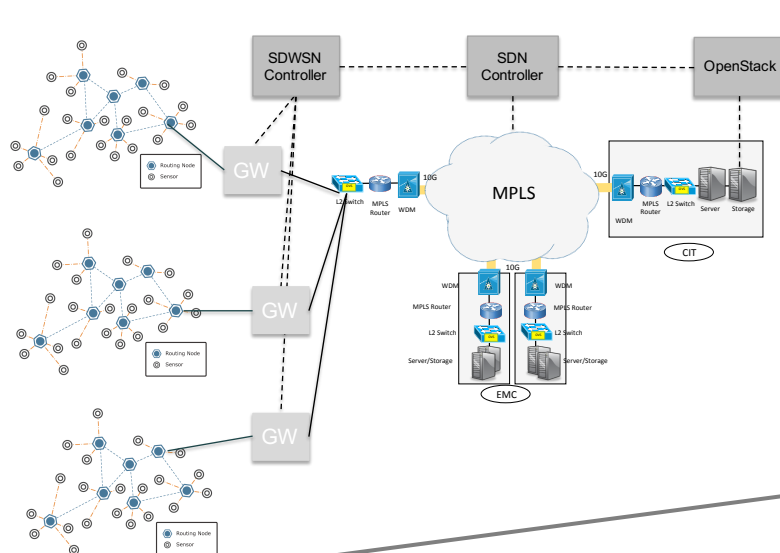 SDWSN
Controller
SDN
Controller
OpenStack
Routing Node
Sensor
GW
L2 Switch
MPLS
Router
WDM
10G
MPLS
10G
WDM
MPLS
Router
L2 Switch
Server
Storage
CIT
10G
WDM
MPLS Router
L2 Switch
Server/Storage
WDM
MPLS Router
L2 Switch
Server/Storage
EMC
Routing Node
Sensor
GW
Routing Node
Sensor
GW